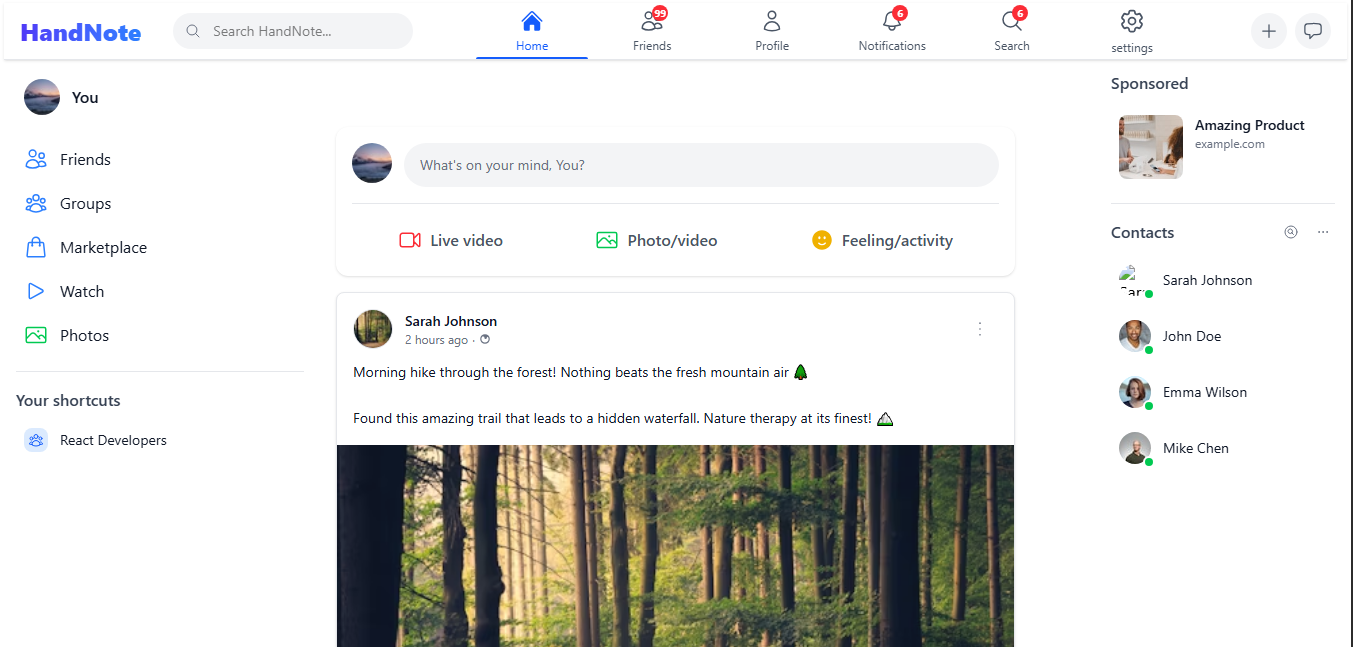 HandNote
Search HandNote...
Home
99
Friends
Profile
6
Notifications
6
Search
settings
You
Friends
Groups
Marketplace
Watch
Photos
Your shortcuts
React Developers
What's on your mind, You?
Live video
Photo/video
Feeling/activity
Sarah Johnson
2 hours ago ·
Morning hike through the forest! Nothing beats the fresh mountain air 🌲
Found this amazing trail that leads to a hidden waterfall. Nature therapy at its finest! 🏔️
Sponsored
Amazing Product
example.com
Contacts
Sarah Johnson
John Doe
Emma Wilson
Mike Chen